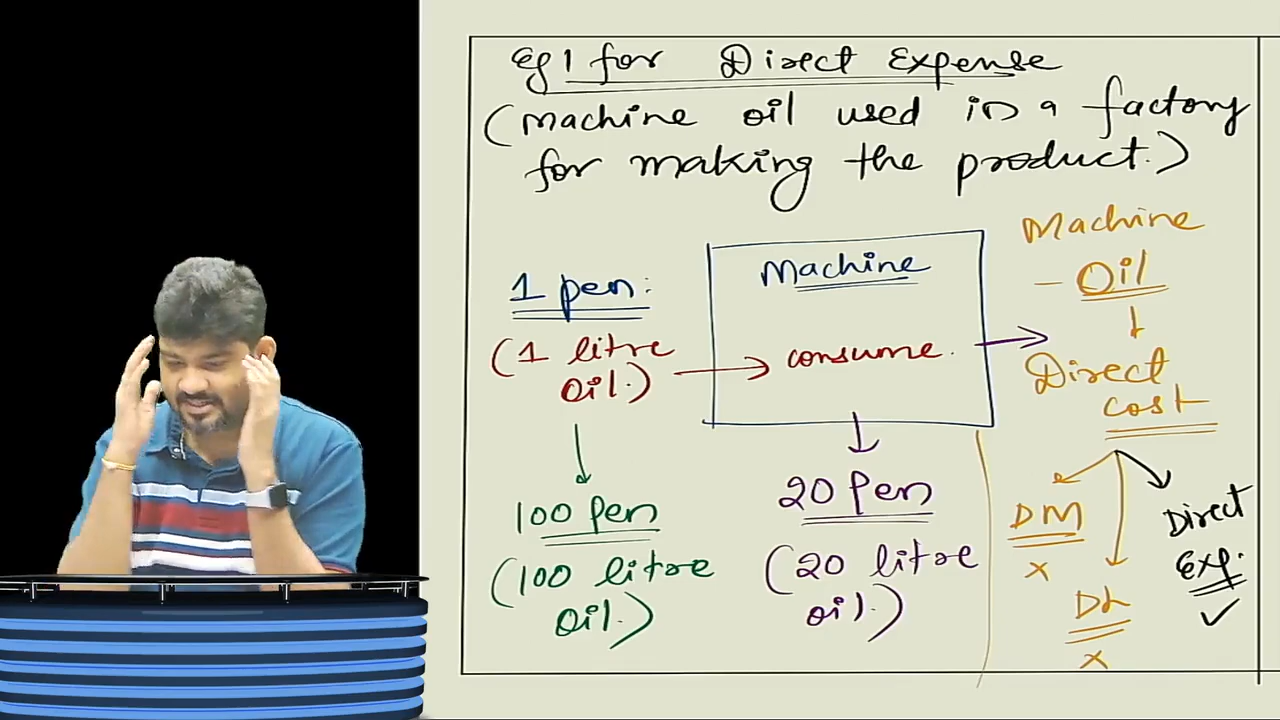 Eg 1 for Direct Expense
(Machine oil used in a factory
for making the product.)
1 pen:
(1 litre
Oil.)
100 Pen
(100 litre
Oil.)
Machine
consume.
20 Pen
(20 litre
oil.)
Machine
- Oil
Direct
cost
DM
x
DL
x
Direct
Exp.
✓